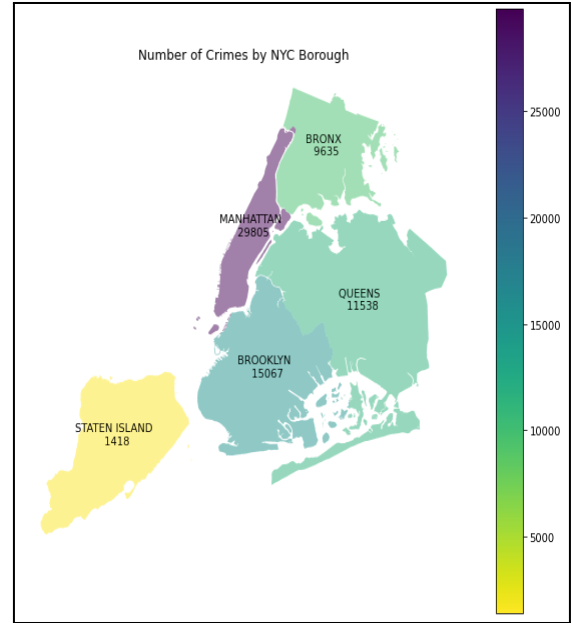 Number of Crimes by NYC Borough
BRONX
9635
MANHATTAN
29805
QUEENS
11538
BROOKLYN
15067
STATEN ISLAND
1418
25000
20000
15000
10000
5000